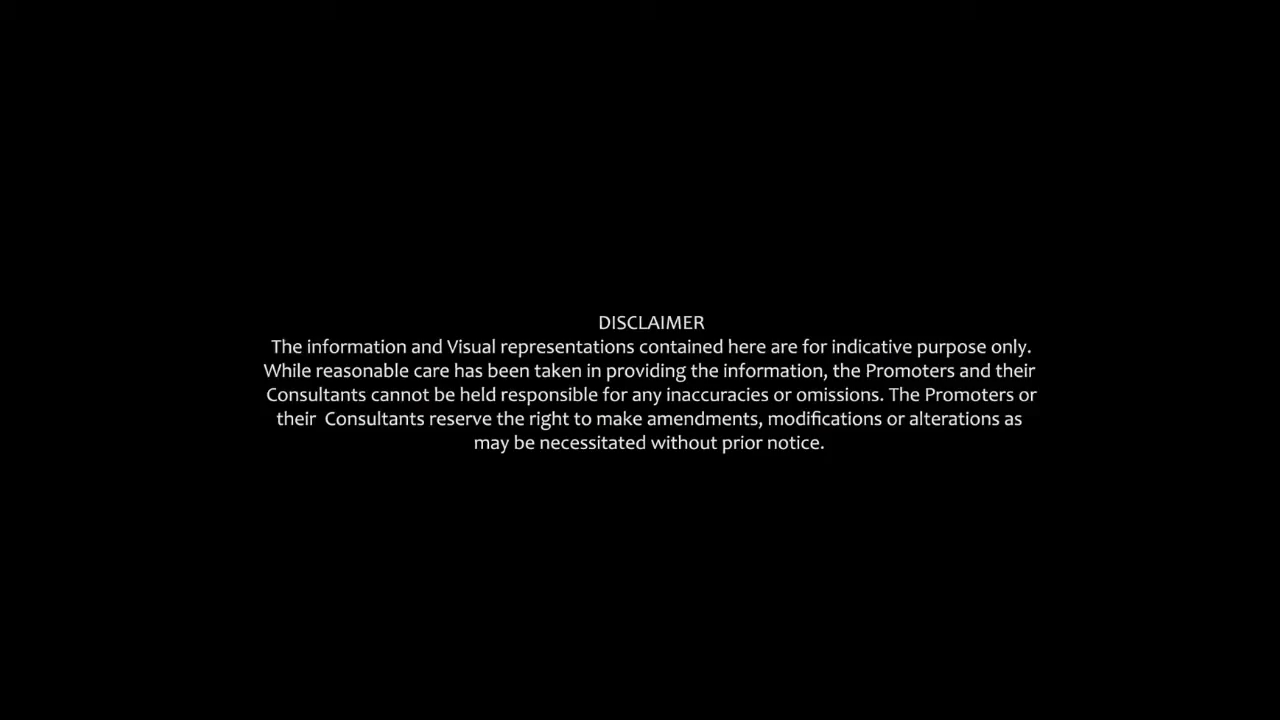 DISCLAIMER
The information and Visual representations contained here are for indicative purpose only.
While reasonable care has been taken in providing the information, the Promoters and their
Consultants cannot be held responsible for any inaccuracies or omissions. The Promoters or
their  Consultants reserve the right to make amendments, modifications or alterations as
may be necessitated without prior notice.